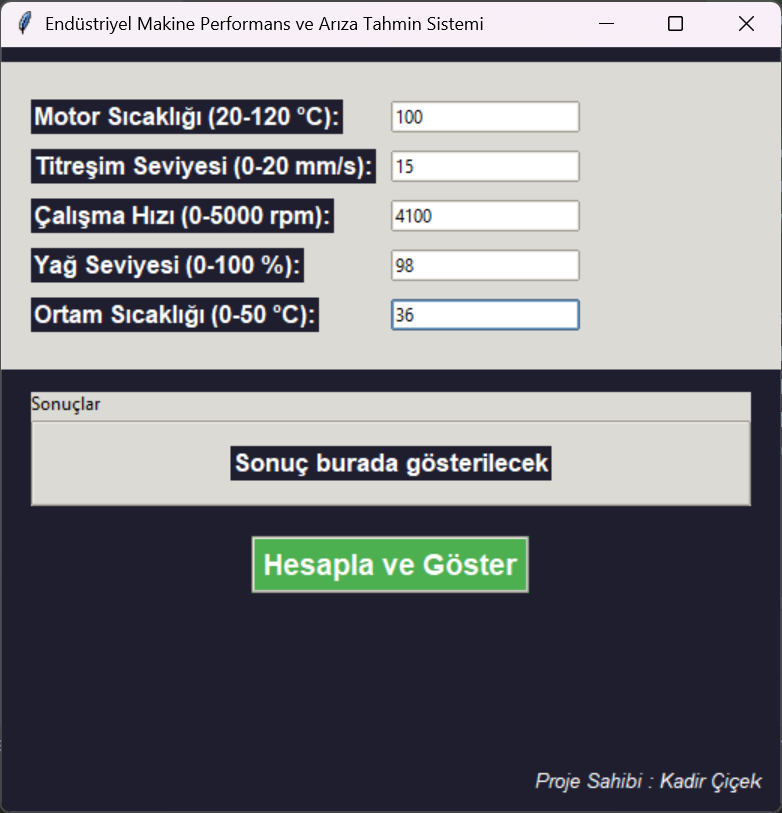 Endüstriyel Makine Performans ve Arıza Tahmin Sistemi
Motor Sıcaklığı (20-120 °C): 100
Titreşim Seviyesi (0-20 mm/s): 15
Çalışma Hızı (0-5000 rpm): 4100
Yağ Seviyesi (0-100 %): 98
Ortam Sıcaklığı (0-50 °C): 36
Sonuçlar
Sonuç burada gösterilecek
Hesapla ve Göster
Proje Sahibi : Kadir Çiçek